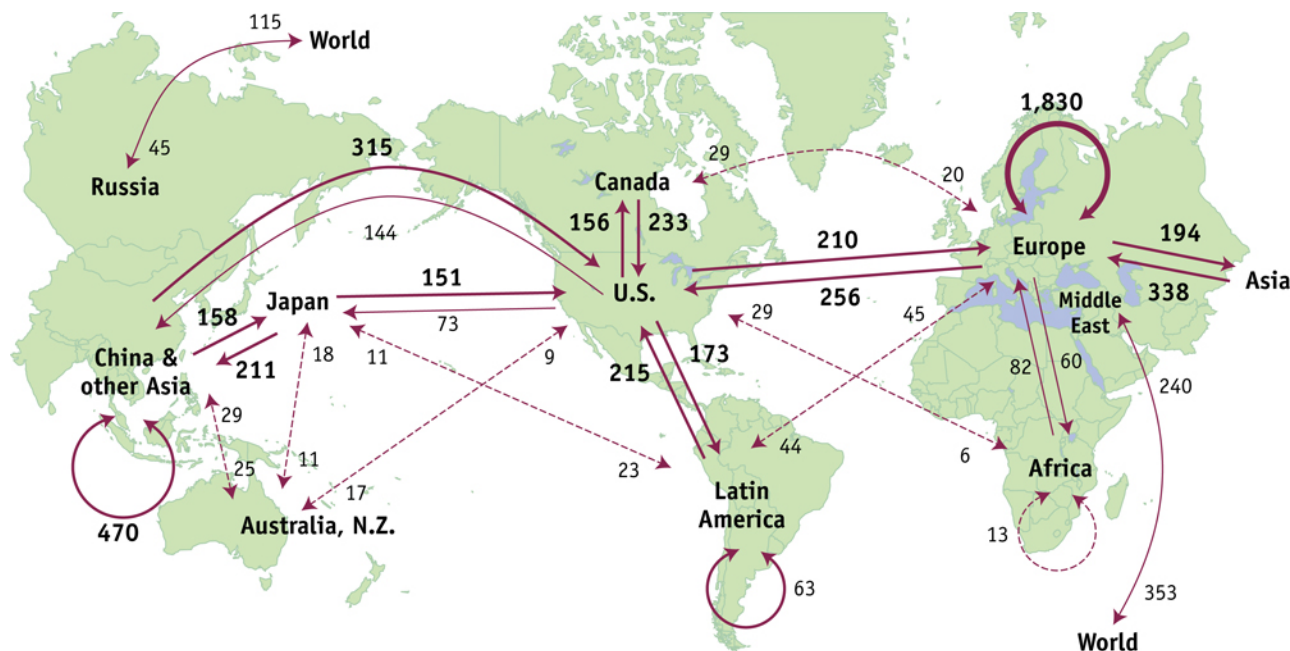 115
World
1,830
315
45
29
Russia
Canada
20
156
233
144
210
194
Europe
151
U.S.
256
Asia
338
Japan
Middle
East
158
73
29
45
18
11
9
173
82
60
China &
other Asia
211
215
240
29
44
6
25
11
23
Africa
17
Latin
America
470
Australia, N.Z.
13
63
353
World